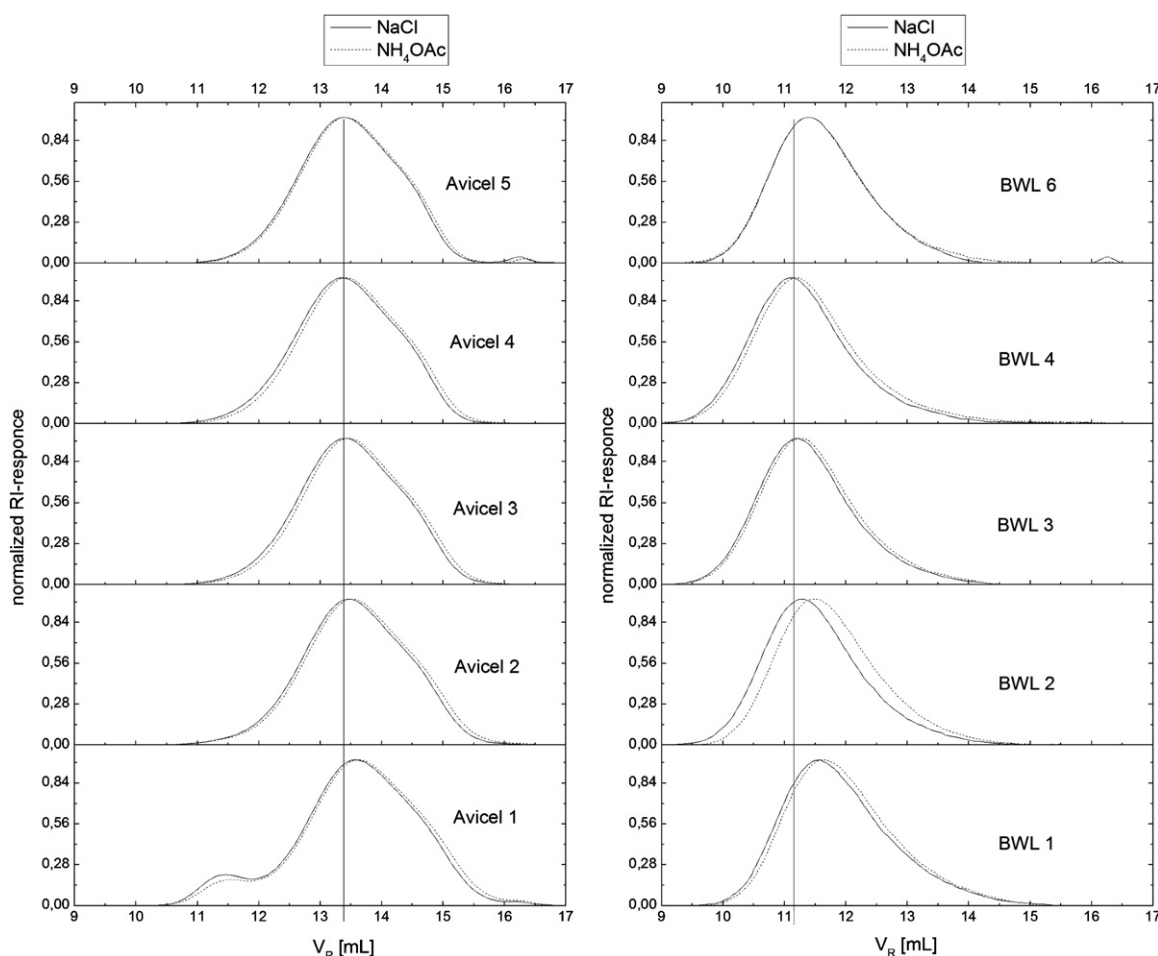 NaCl
NH₄OAc
NaCl
NH₄OAc
9 10 11 12 13 14 15 16 17
9 10 11 12 13 14 15 16 17
normalized RI-responce
0,84
0,56
0,28
0,00
Avicel 5
0,84
0,56
0,28
0,00
Avicel 4
0,84
0,56
0,28
0,00
Avicel 3
0,84
0,56
0,28
0,00
Avicel 2
0,84
0,56
0,28
0,00
Avicel 1
9 10 11 12 13 14 15 16 17
V_R [mL]
normalized RI-responce
0,84
0,56
0,28
0,00
BWL 6
0,84
0,56
0,28
0,00
BWL 4
0,84
0,56
0,28
0,00
BWL 3
0,84
0,56
0,28
0,00
BWL 2
0,84
0,56
0,28
0,00
BWL 1
9 10 11 12 13 14 15 16 17
V_R [mL]